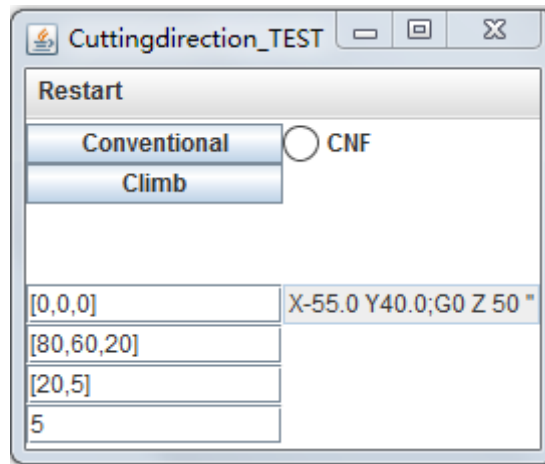 Cuttingdirection_TEST
Restart
Conventional CNF
Climb
[0,0,0] X-55.0 Y40.0;G0 Z 50 "
[80,60,20]
[20,5]
5